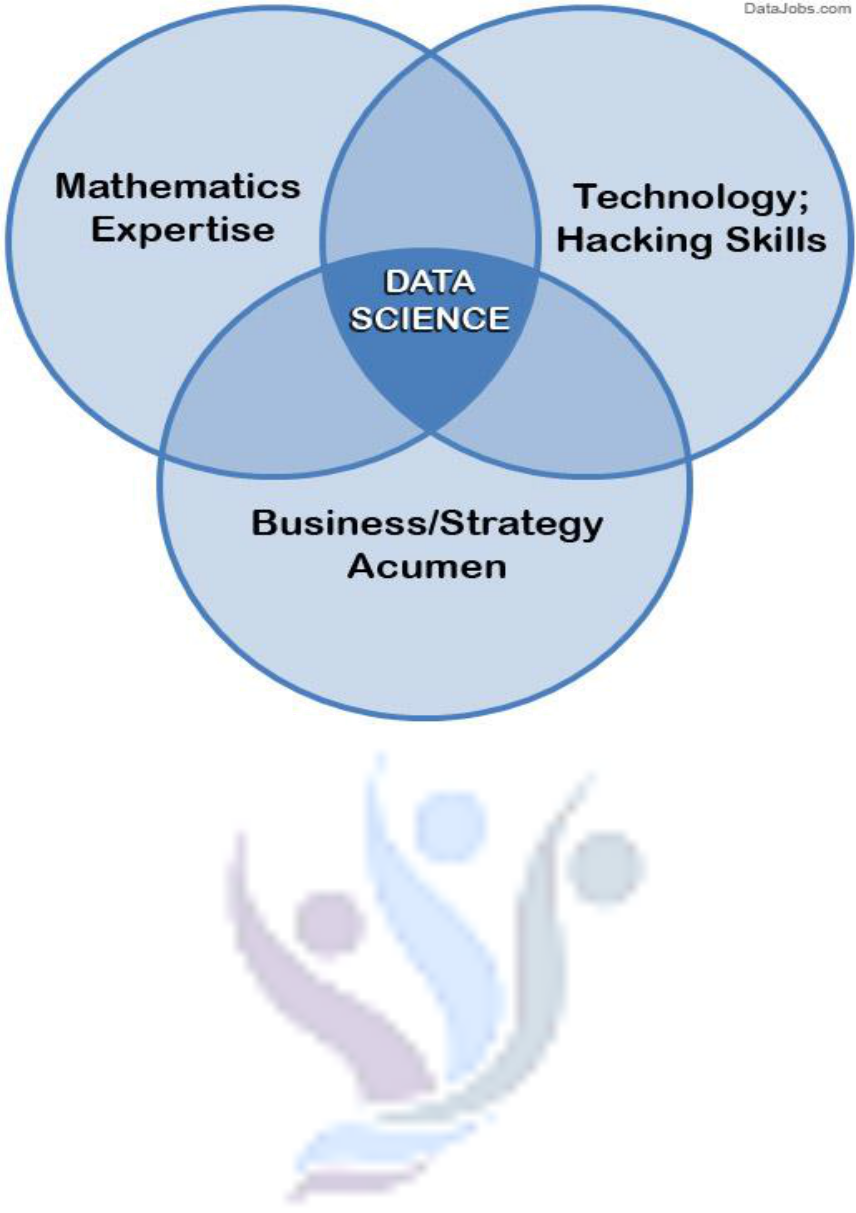 DataJobs.com
Mathematics
Expertise
Technology;
Hacking Skills
DATA
SCIENCE
Business/Strategy
Acumen